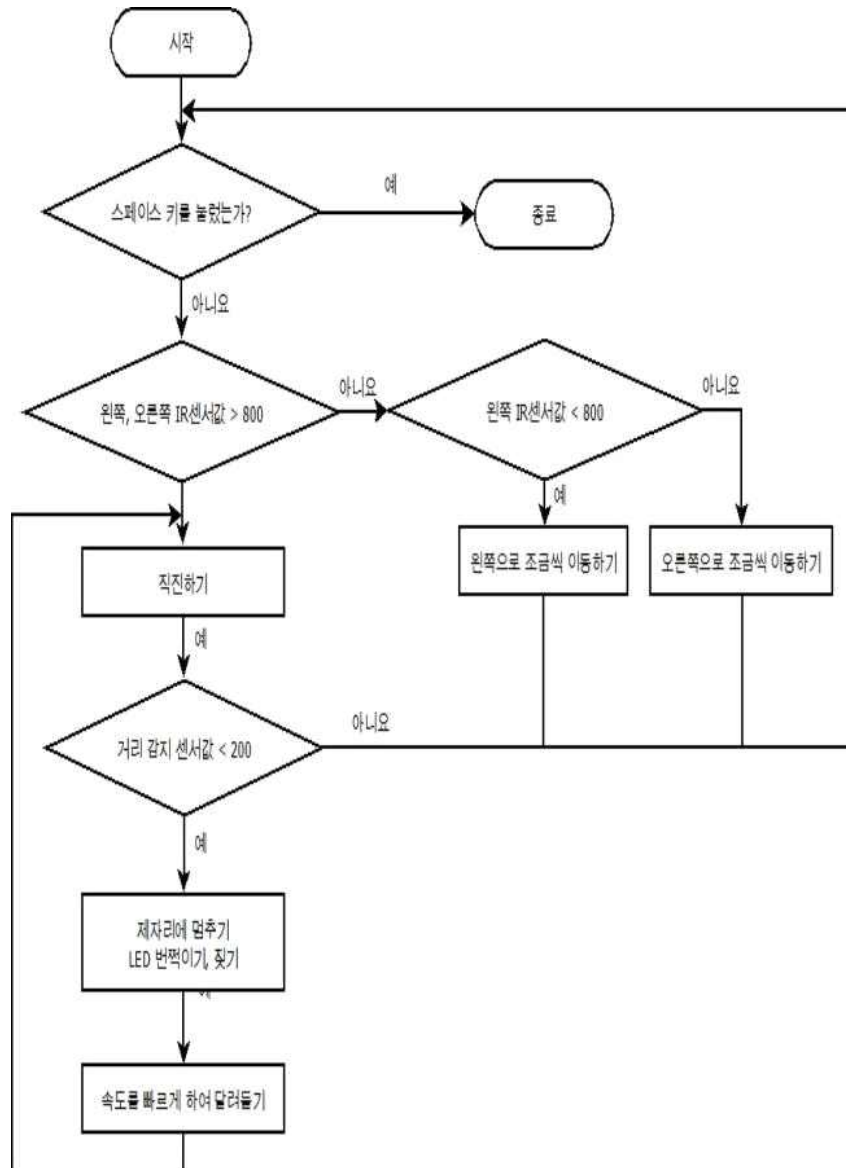 시작
스페이스 키를 눌렀는가?
예
종료
아니요
왼쪽, 오른쪽 IR센서값 > 800
아니요
왼쪽 IR센서값 < 800
아니요
예
직진하기
왼쪽으로 조금씩 이동하기
오른쪽으로 조금씩 이동하기
예
거리 감지 센서값 < 200
아니요
예
제자리에 멈추기
LED 번쩍이기, 짖기
예
속도를 빠르게 하여 달려들기